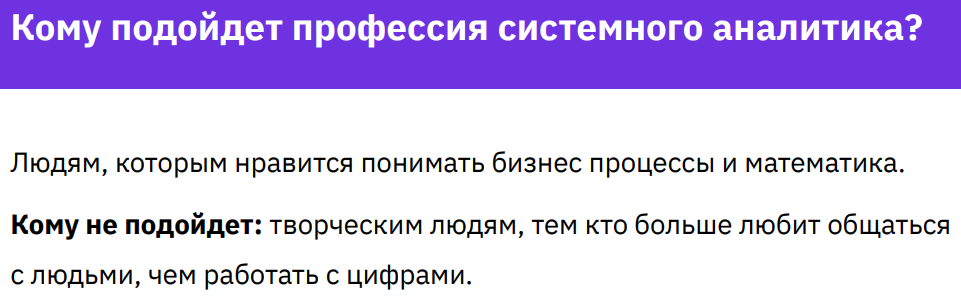 Кому подойдет профессия системного аналитика?
Людям, которым нравится понимать бизнес процессы и математика.
Кому не подойдет: творческим людям, тем кто больше любит общаться
с людьми, чем работать с цифрами.